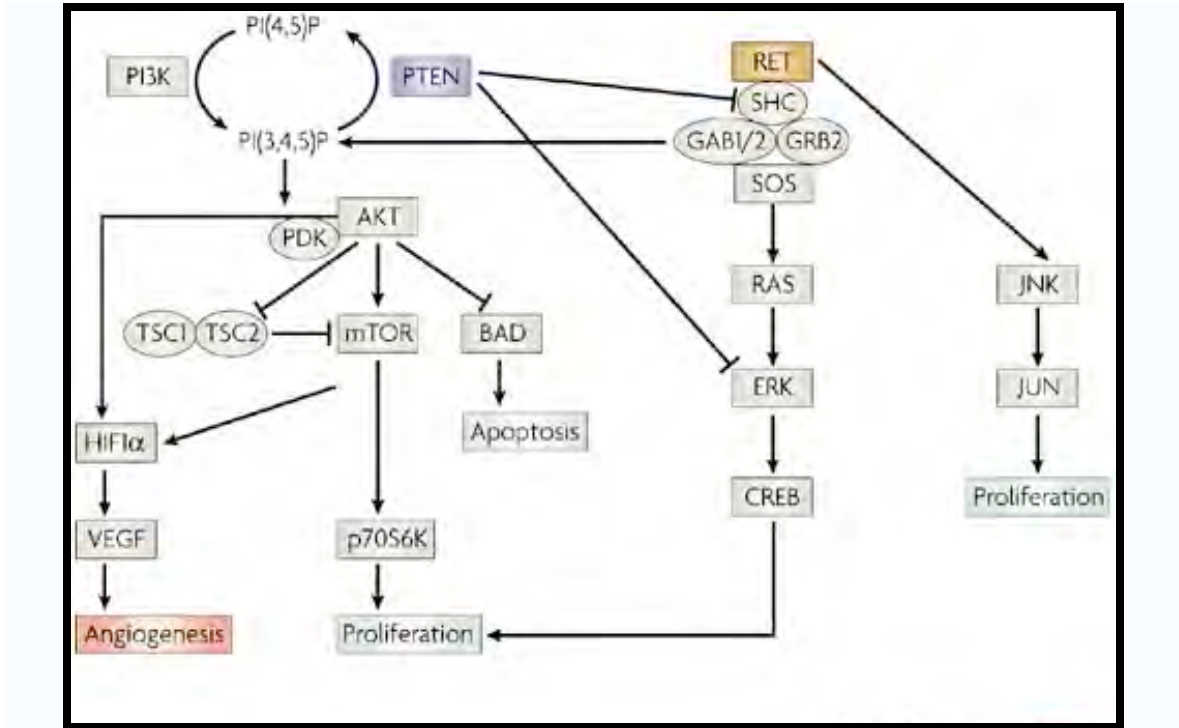 PI(4,5)P
PI3K
PTEN
RET
SHC
PI(3,4,5)P
GAB1/2
GRB2
SOS
AKT
PDK
RAS
JNK
TSC1
TSC2
mTOR
BAD
ERK
JUN
HIF1α
Apoptosis
CREB
Proliferation
VEGF
p70S6K
Angiogenesis
Proliferation